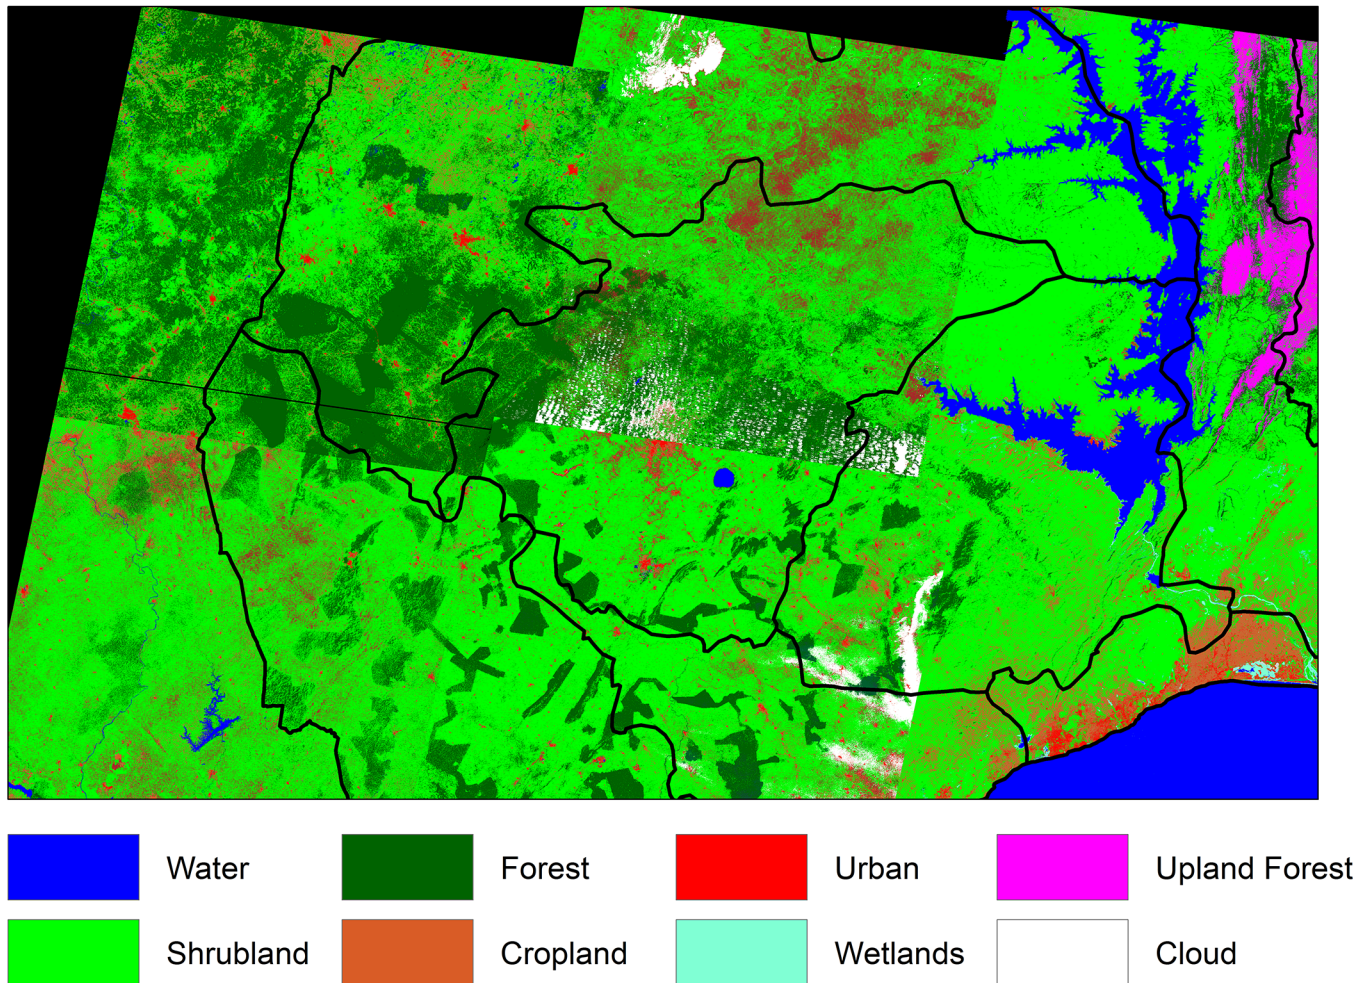 Water
Forest
Urban
Upland Forest
Shrubland
Cropland
Wetlands
Cloud